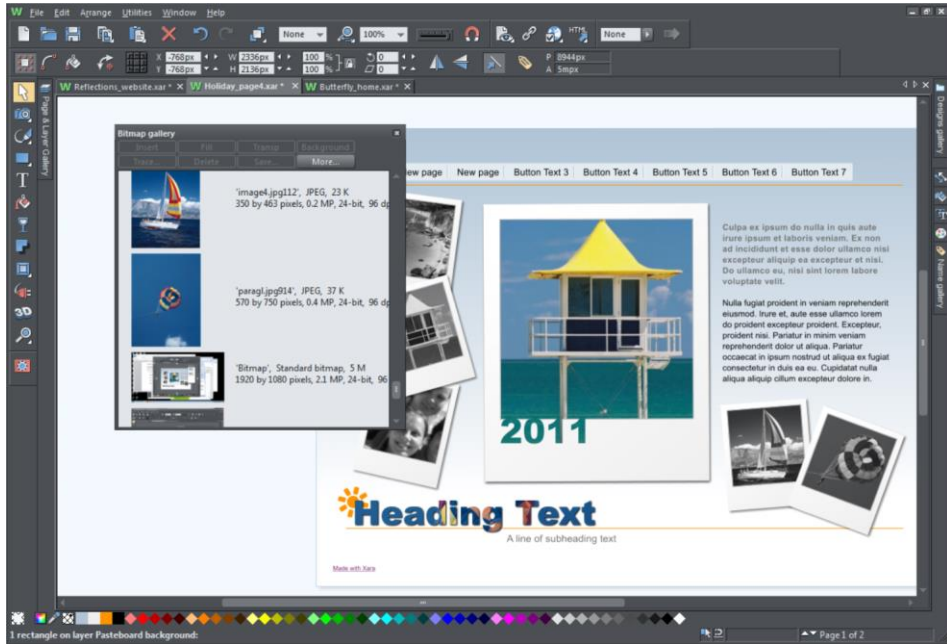 File Edit Arrange Utilities Window Help
None 100% HTML None
X -768px W 2336px 100 % 0 P 8944px
Y -768px H 2136px 100 % 0 A 5mpx
W Reflections_website.xar * X W Holiday_page4.xar * X W Butterfly_home.xar * X
Page & Layer Gallery
Designs gallery
Name gallery
Bitmap gallery
Insert Fill Transp Background
Trace... Delete Save... More...
'image4.jpg112', JPEG, 23 K
350 by 463 pixels, 0.2 MP, 24-bit, 96 dp
'paragl.jpg914', JPEG, 37 K
570 by 750 pixels, 0.4 MP, 24-bit, 96 dp
'Bitmap', Standard bitmap, 5 M
1920 by 1080 pixels, 2.1 MP, 24-bit, 96
ew page New page Button Text 3 Button Text 4 Button Text 5 Button Text 6 Button Text 7
2011
Culpa ex ipsum do nulla in quis aute
irure ipsum et laboris veniam. Ex non
ad incididunt et esse dolor ullamco nisi
excepteur aliquip ea excepteur et nisi.
Do ullamco eu, nisi sint lorem labore
voluptate velit.
Nulla fugiat proident in veniam reprehenderit
eiusmod. Irure et, aute esse ullamco lorem
do proident excepteur proident. Excepteur,
proident nisi. Pariatur in minim veniam
reprehenderit dolor ut aliqua. Pariatur
occaecat in ipsum nostrud ut aliqua ex fugiat
consectetur in duis ea eu. Cupidatat nulla
aliqua aliquip cillum excepteur dolore in.
Heading Text
A line of subheading text
Made with Xara
3D
1 rectangle on layer Pasteboard background:
Page 1 of 2